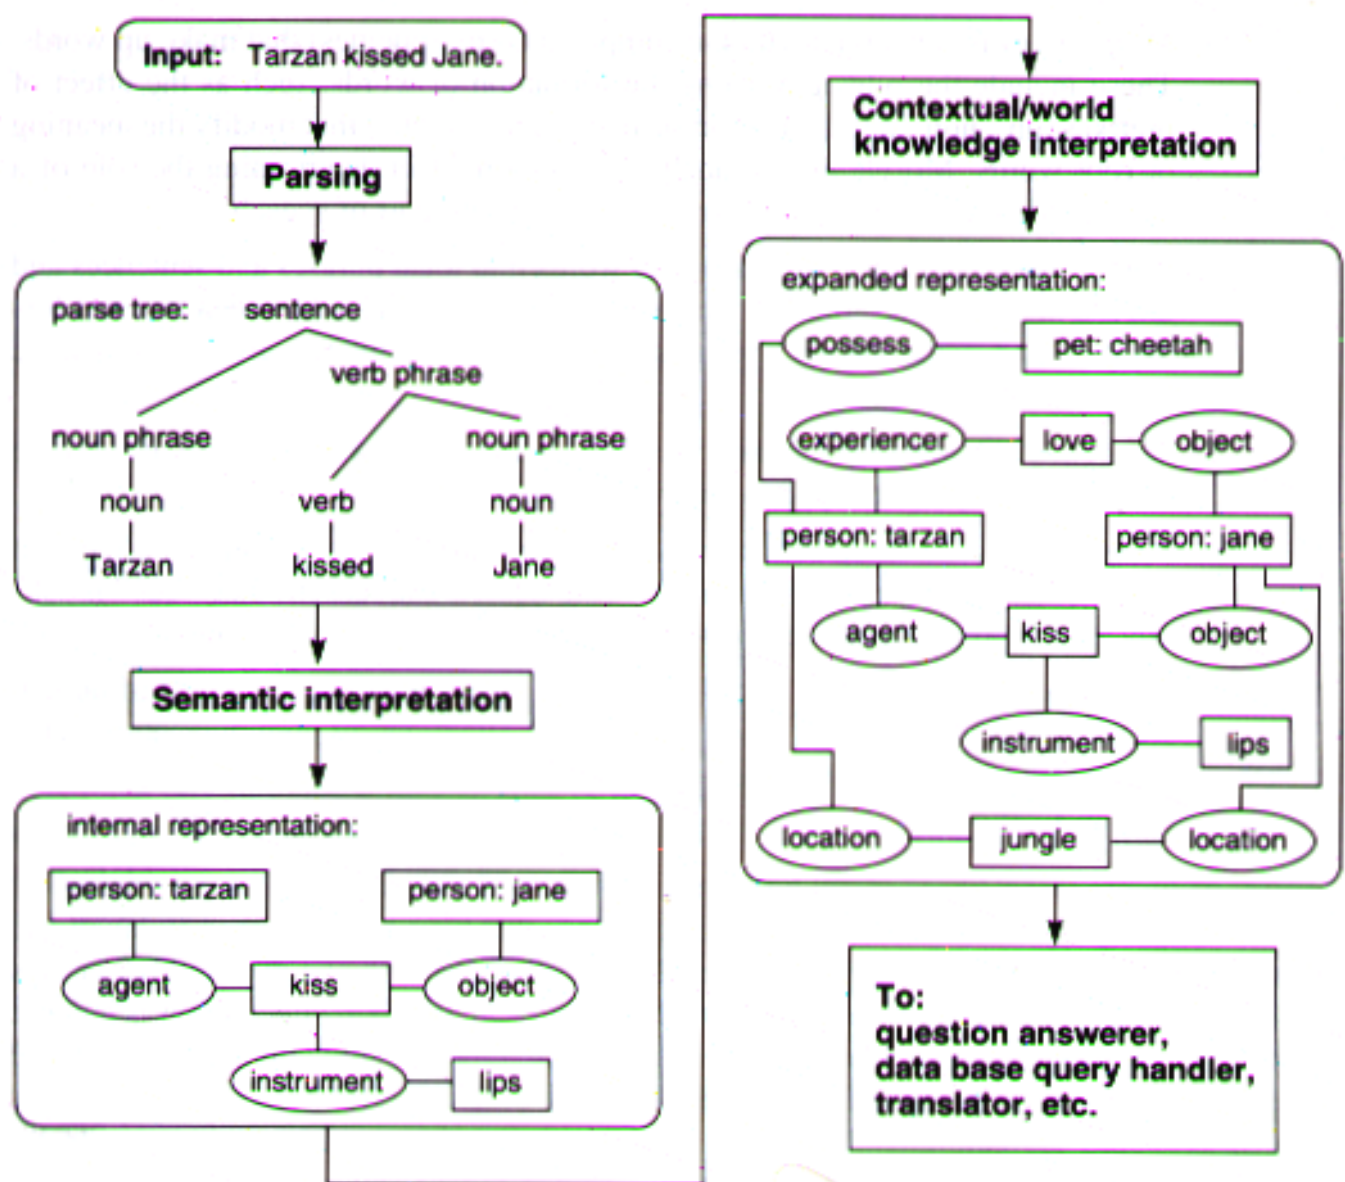 Input: Tarzan kissed Jane.
Parsing
parse tree: sentence
verb phrase
noun phrase noun phrase
noun verb noun
Tarzan kissed Jane
Semantic interpretation
internal representation:
person: tarzan person: jane
agent kiss object
instrument lips
Contextual/world
knowledge interpretation
expanded representation:
possess pet: cheetah
experiencer love object
person: tarzan person: jane
agent kiss object
instrument lips
location jungle location
To:
question answerer,
data base query handler,
translator, etc.